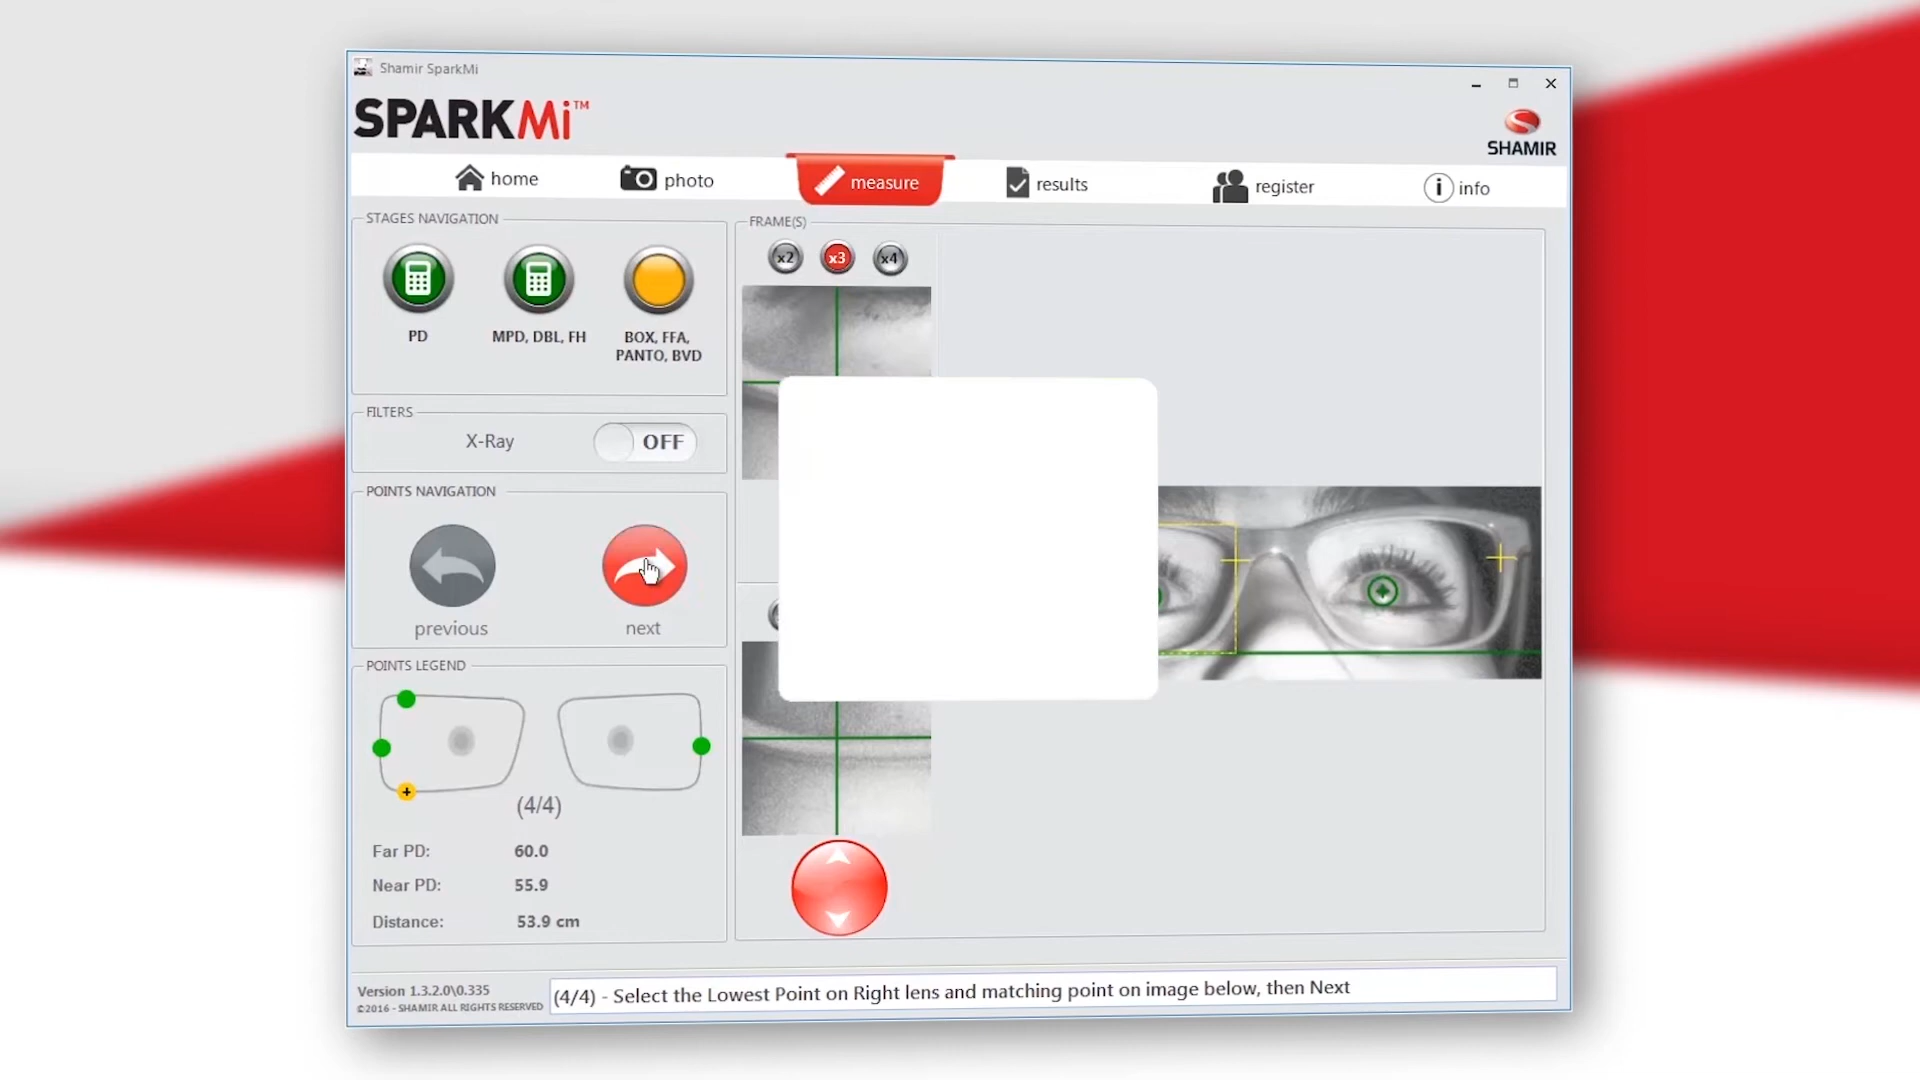 Shamir SparkMi
SPARKMi™
SHAMIR
home
photo
measure
results
register
info
STAGES NAVIGATION
PD
MPD, DBL, FH
BOX, FFA,
PANTO, BVD
FILTERS
X-Ray
OFF
POINTS NAVIGATION
previous
next
POINTS LEGEND
(4/4)
Far PD: 60.0
Near PD: 55.9
Distance: 53.9 cm
FRAME(S)
x2 x3 x4
Version 1.3.2.0\0.335
©2016 - SHAMIR ALL RIGHTS RESERVED
(4/4) - Select the Lowest Point on Right lens and matching point on image below, then Next